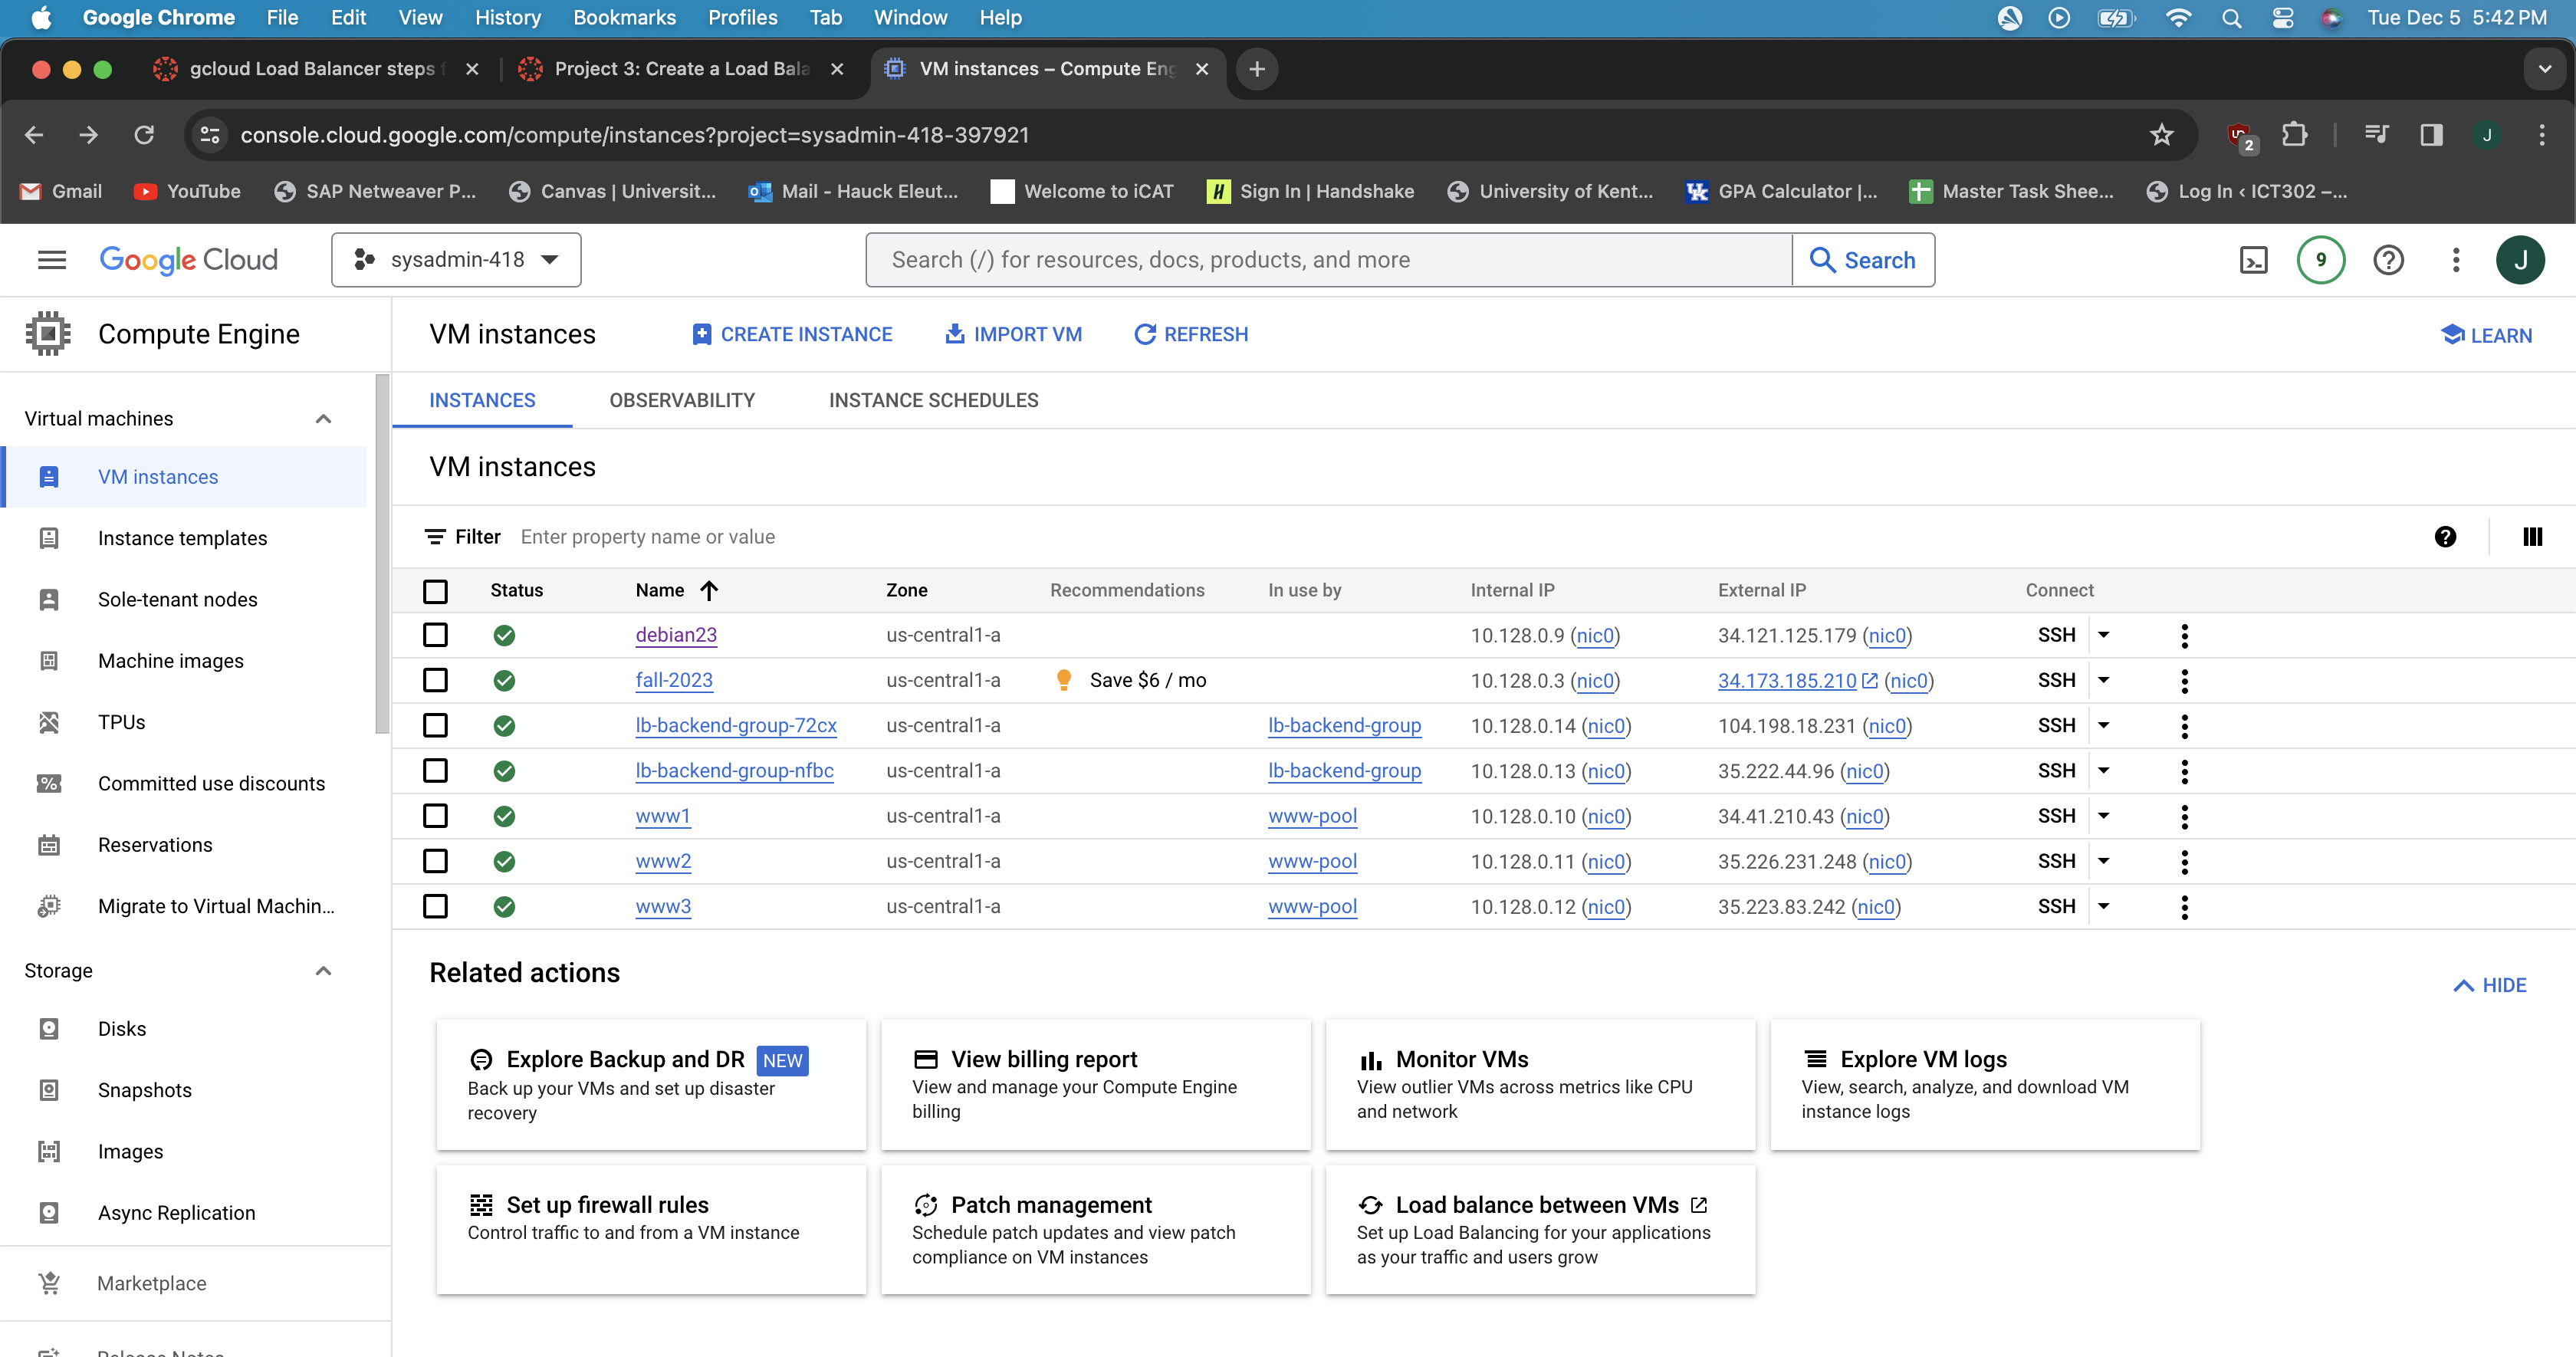 Google Chrome File Edit View History Bookmarks Profiles Tab Window Help Tue Dec 5 5:42 PM
gcloud Load Balancer steps Project 3: Create a Load Bala VM instances – Compute Eng
console.cloud.google.com/compute/instances?project=sysadmin-418-397921 2 J
Gmail YouTube SAP Netweaver P... Canvas | Universit... Mail - Hauck Eleut... Welcome to iCAT Sign In | Handshake University of Kent... GPA Calculator |... Master Task Shee... Log In ‹ ICT302 –...
Google Cloud sysadmin-418 Search (/) for resources, docs, products, and more Search 9 J
Compute Engine
Virtual machines
VM instances
Instance templates
Sole-tenant nodes
Machine images
TPUs
Committed use discounts
Reservations
Migrate to Virtual Machin...
Storage
Disks
Snapshots
Images
Async Replication
Marketplace
Release Notes
VM instances CREATE INSTANCE IMPORT VM REFRESH LEARN
INSTANCES OBSERVABILITY INSTANCE SCHEDULES
VM instances
Filter Enter property name or value
Status Name Zone Recommendations In use by Internal IP External IP Connect
debian23 us-central1-a 10.128.0.9 (nic0) 34.121.125.179 (nic0) SSH
fall-2023 us-central1-a Save $6 / mo 10.128.0.3 (nic0) 34.173.185.210 (nic0) SSH
lb-backend-group-72cx us-central1-a lb-backend-group 10.128.0.14 (nic0) 104.198.18.231 (nic0) SSH
lb-backend-group-nfbc us-central1-a lb-backend-group 10.128.0.13 (nic0) 35.222.44.96 (nic0) SSH
www1 us-central1-a www-pool 10.128.0.10 (nic0) 34.41.210.43 (nic0) SSH
www2 us-central1-a www-pool 10.128.0.11 (nic0) 35.226.231.248 (nic0) SSH
www3 us-central1-a www-pool 10.128.0.12 (nic0) 35.223.83.242 (nic0) SSH
Related actions
HIDE
Explore Backup and DR NEW
Back up your VMs and set up disaster
recovery
View billing report
View and manage your Compute Engine
billing
Monitor VMs
View outlier VMs across metrics like CPU
and network
Explore VM logs
View, search, analyze, and download VM
instance logs
Set up firewall rules
Control traffic to and from a VM instance
Patch management
Schedule patch updates and view patch
compliance on VM instances
Load balance between VMs
Set up Load Balancing for your applications
as your traffic and users grow